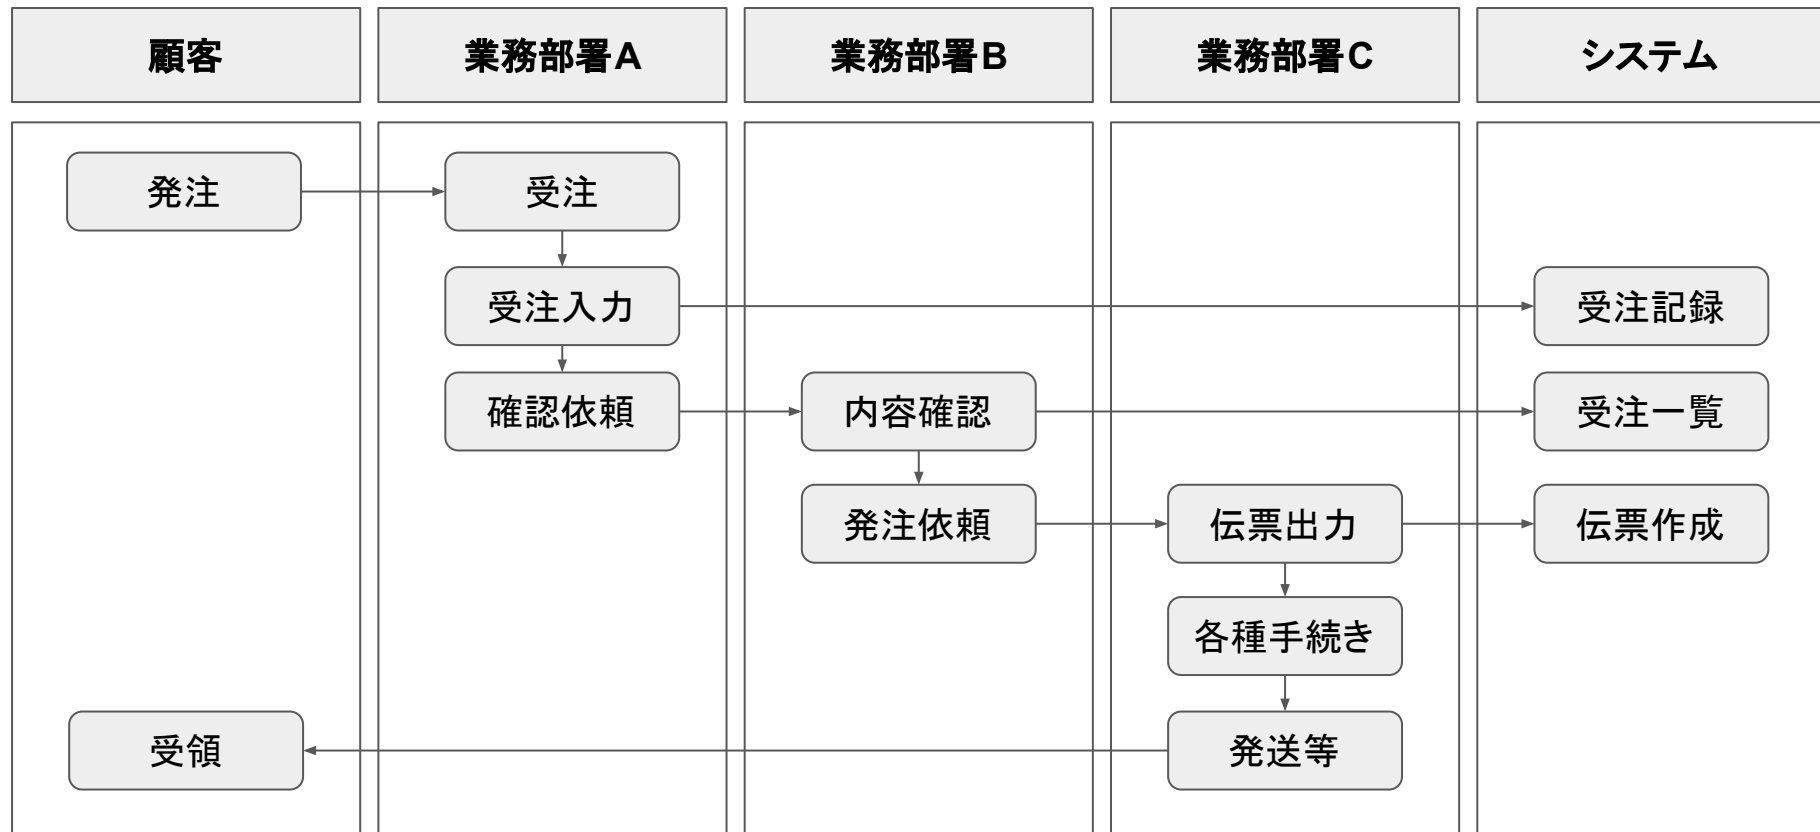 顧客
業務部署A
業務部署B
業務部署C
システム
発注
受注
受注入力
受注記録
確認依頼
内容確認
受注一覧
発注依頼
伝票出力
伝票作成
各種手続き
受領
発送等